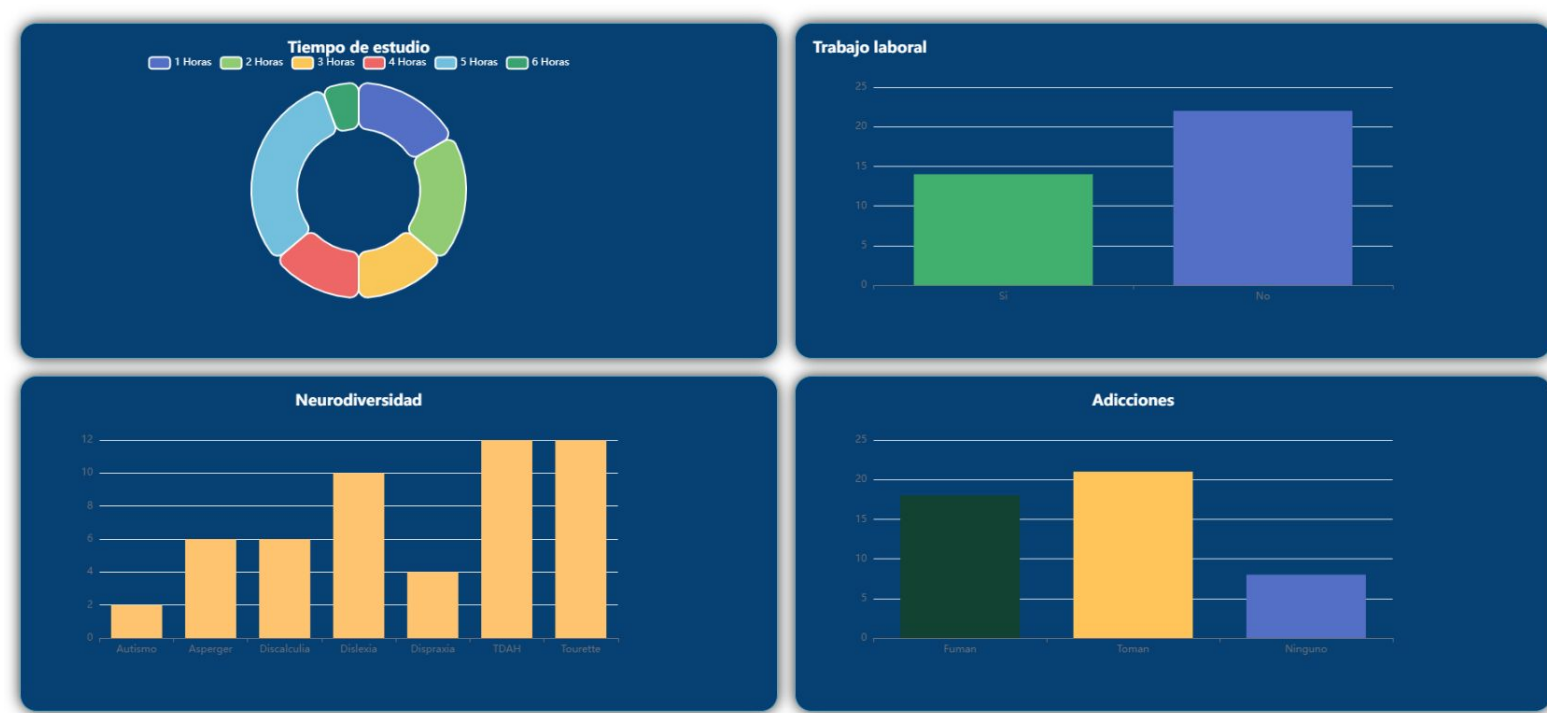 Tiempo de estudio
1 Horas 2 Horas 3 Horas 4 Horas 5 Horas 6 Horas
Trabajo laboral
25
20
15
10
5
0
Si No
Neurodiversidad
12
10
8
6
4
2
0
Autismo Asperger Discalculia Dislexia Dispraxia TDAH Tourette
Adicciones
25
20
15
10
5
0
Fuman Toman Ninguno